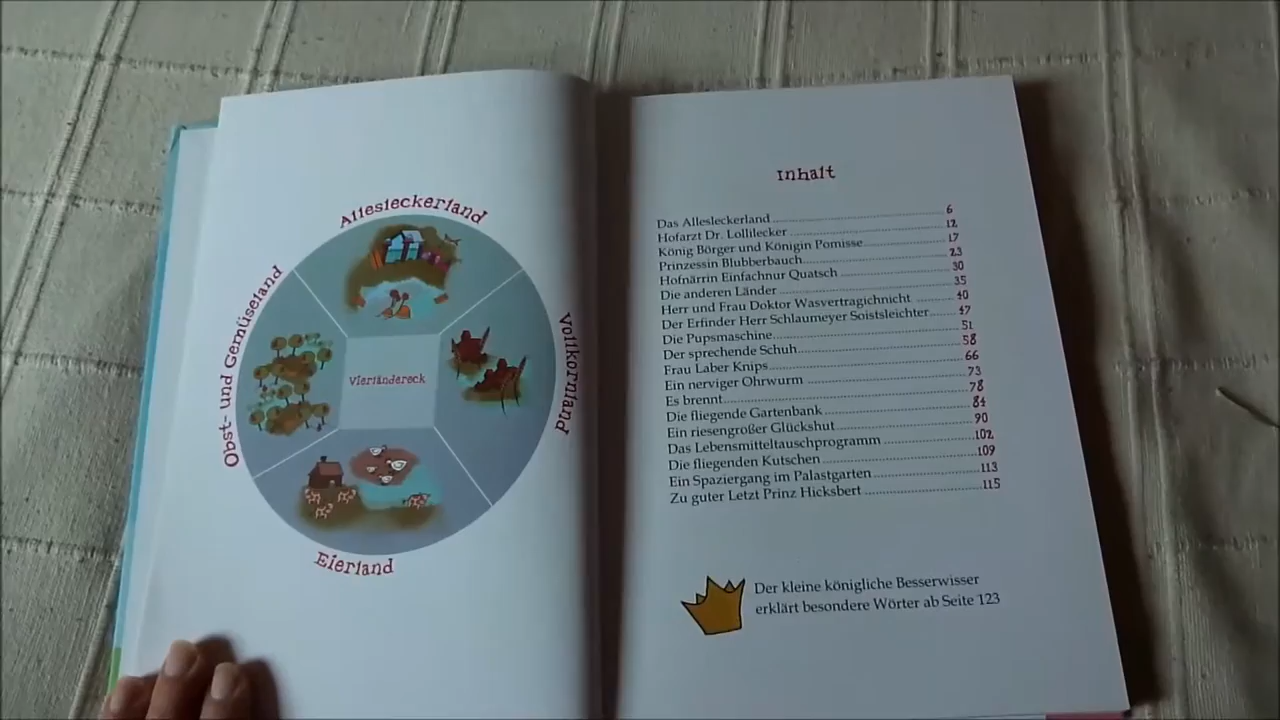 Allesleckerland
Obst- und Gemüseland
Vollkornland
Vierländereck
Eierland
Inhalt
Das Allesleckerland 6
Hofarzt Dr. Lollilecker 12
König Börger und Königin Pomisse 17
Prinzessin Blubberbauch 23
Hofnärrin Einfachnur Quatsch 30
Die anderen Länder 35
Herr und Frau Doktor Wasvertragichnicht 40
Der Erfinder Herr Schlaumeyer Soistsleichter 47
Die Pupsmaschine 51
Der sprechende Schuh 58
Frau Laber Knips 66
Ein nerviger Ohrwurm 73
Es brennt 78
Die fliegende Gartenbank 84
Ein riesengroßer Glückshut 90
Das Lebensmitteltauschprogramm 102
Die fliegenden Kutschen 109
Ein Spaziergang im Palastgarten 113
Zu guter Letzt Prinz Hicksbert 115
Der kleine königliche Besserwisser
erklärt besondere Wörter ab Seite 123